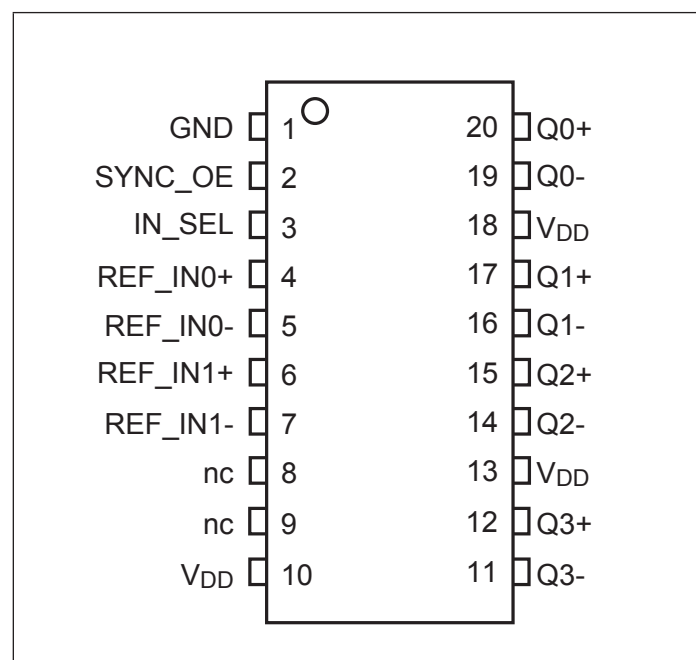 GND 1 20 Q0+
SYNC_OE 2 19 Q0-
IN_SEL 3 18 VDD
REF_IN0+ 4 17 Q1+
REF_IN0- 5 16 Q1-
REF_IN1+ 6 15 Q2+
REF_IN1- 7 14 Q2-
nc 8 13 VDD
nc 9 12 Q3+
VDD 10 11 Q3-